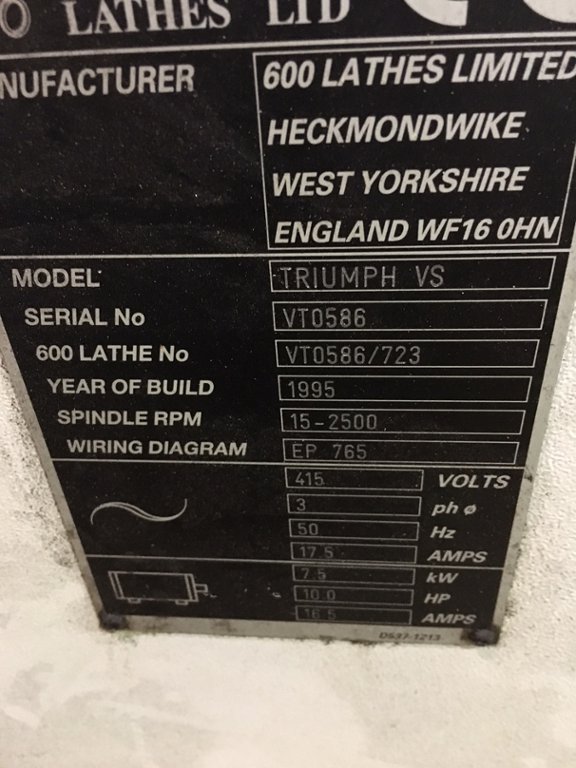 LATHES LTD
NUFACTURER
600 LATHES LIMITED
HECKMONDWIKE
WEST YORKSHIRE
ENGLAND WF16 0HN
MODEL TRIUMPH VS
SERIAL No VT0586
600 LATHE No VT0586/723
YEAR OF BUILD 1995
SPINDLE RPM 15-2500
WIRING DIAGRAM EP 765
415 VOLTS
3 ph ø
50 Hz
17.5 AMPS
7.5 kW
10.0 HP
16.5 AMPS
DS37-1213